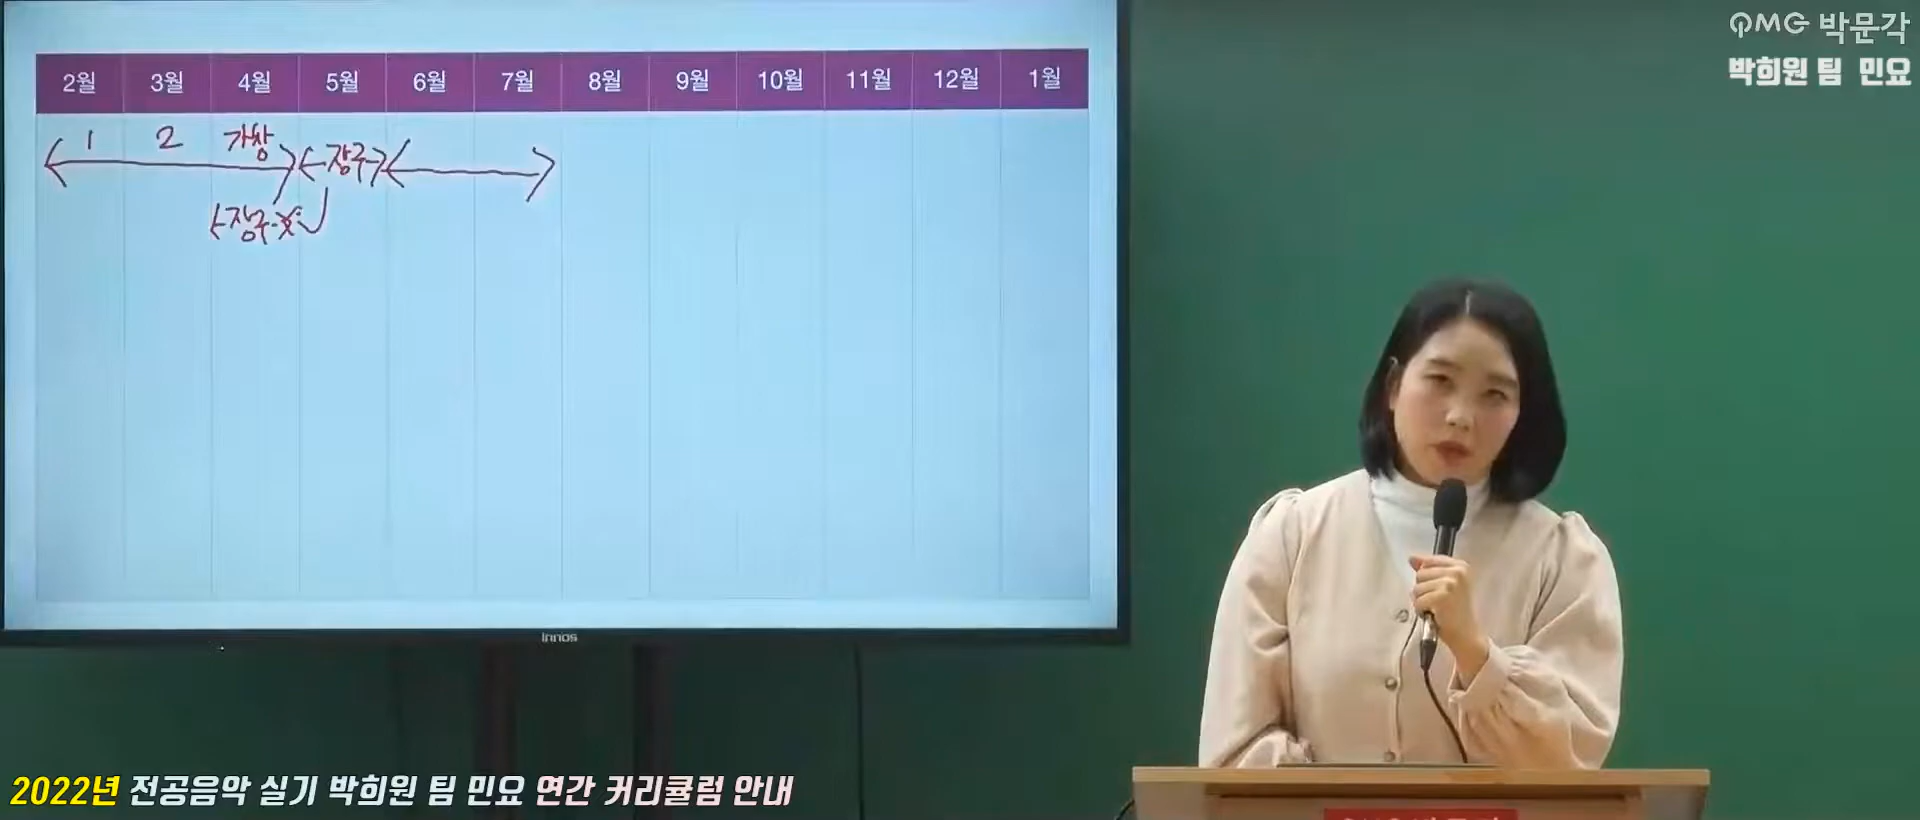 PMG 박문각
박희원 팀 민요
2월 3월 4월 5월 6월 7월 8월 9월 10월 11월 12월 1월
1 2 가창 장구
장구
innos
2022년 전공음악 실기 박희원 팀 민요 연간 커리큘럼 안내